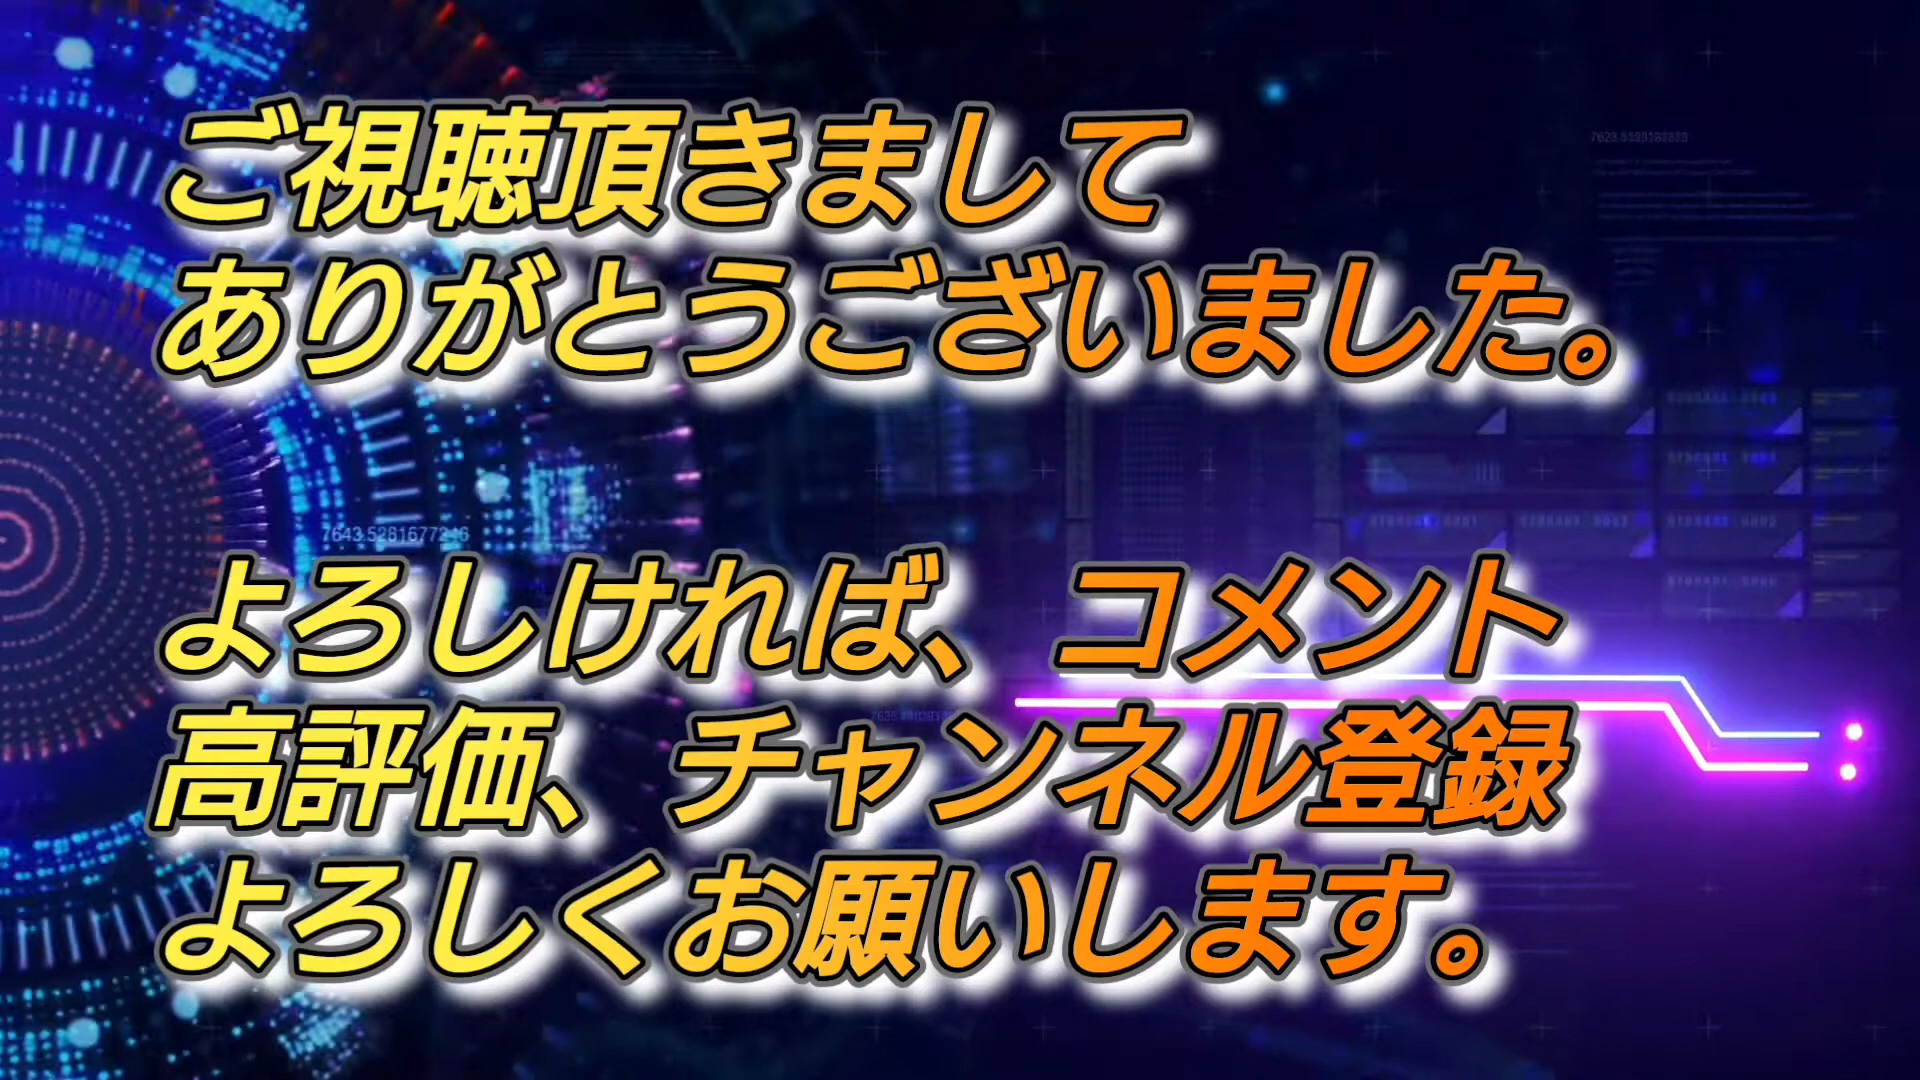 ご視聴頂きまして
ありがとうございました。
7643.5281677246
よろしければ、コメント
高評価、チャンネル登録
よろしくお願いします。